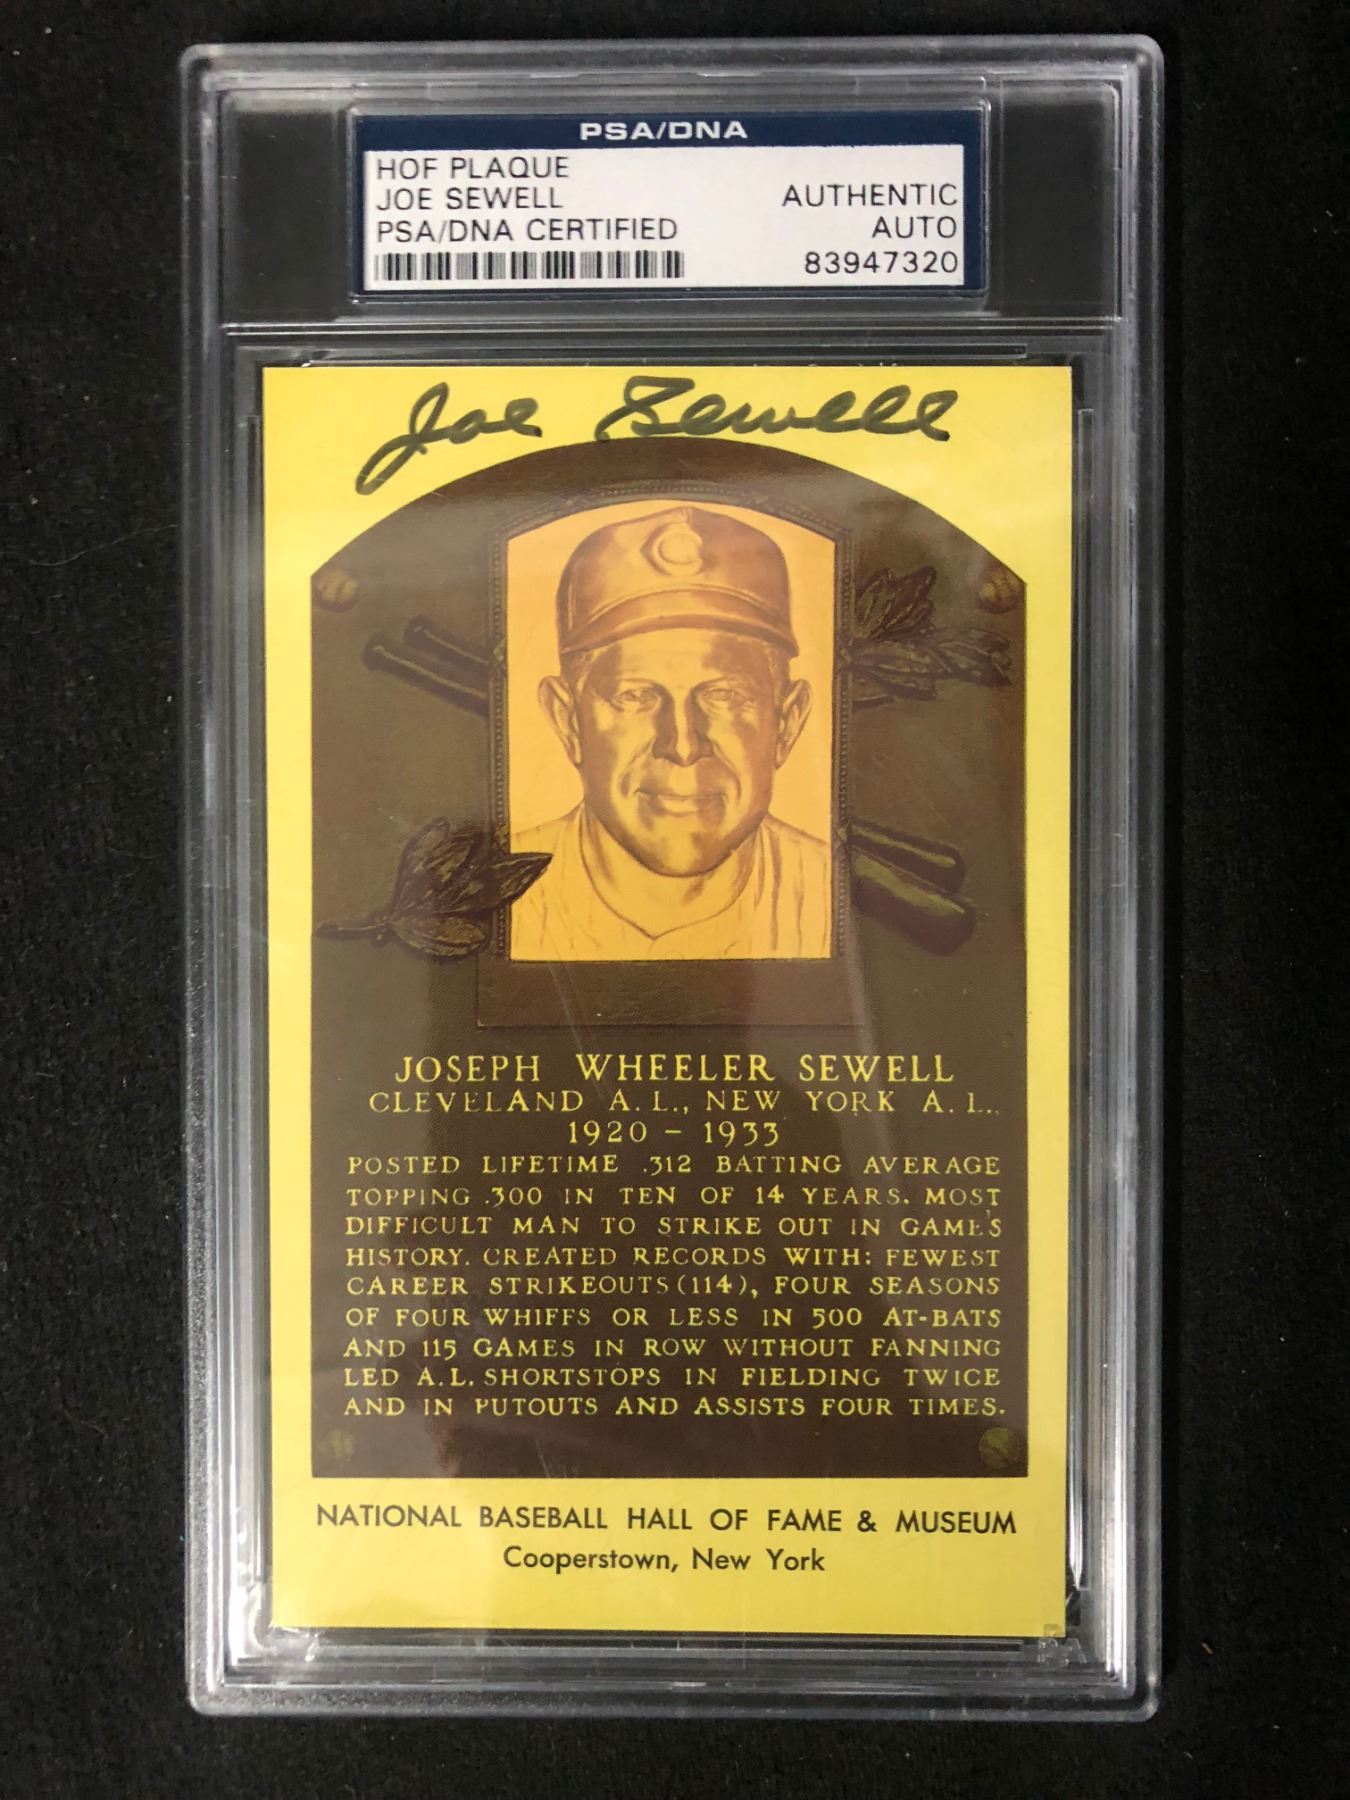 PSA/DNA
HOF PLAQUE
JOE SEWELL
PSA/DNA CERTIFIED
AUTHENTIC
AUTO
83947320
Joe Sewell
C
JOSEPH WHEELER SEWELL
CLEVELAND A.L., NEW YORK A.L.
1920 - 1933
POSTED LIFETIME .312 BATTING AVERAGE
TOPPING .300 IN TEN OF 14 YEARS. MOST
DIFFICULT MAN TO STRIKE OUT IN GAME'S
HISTORY. CREATED RECORDS WITH: FEWEST
CAREER STRIKEOUTS (114), FOUR SEASONS
OF FOUR WHIFFS OR LESS IN 500 AT-BATS
AND 115 GAMES IN ROW WITHOUT FANNING
LED A.L. SHORTSTOPS IN FIELDING TWICE
AND IN PUTOUTS AND ASSISTS FOUR TIMES.
NATIONAL BASEBALL HALL OF FAME & MUSEUM
Cooperstown, New York